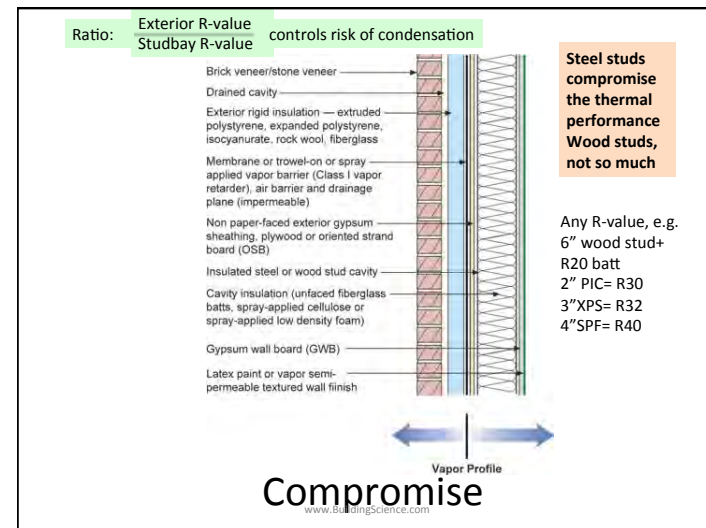 Ratio: Exterior R-value
Studbay R-value
controls risk of condensation
Brick veneer/stone veneer
Drained cavity
Exterior rigid insulation — extruded
polystyrene, expanded polystyrene,
isocyanurate, rock wool, fiberglass
Membrane or trowel-on or spray
applied vapor barrier (Class I vapor
retarder), air barrier and drainage
plane (impermeable)
Non paper-faced exterior gypsum
sheathing, plywood or oriented strand
board (OSB)
Insulated steel or wood stud cavity
Cavity insulation (unfaced fiberglass
batts, spray-applied cellulose or
spray-applied low density foam)
Gypsum wall board (GWB)
Latex paint or vapor semi-
permeable textured wall fiinish
Steel studs
compromise
the thermal
performance
Wood studs,
not so much
Any R-value, e.g.
6” wood stud+
R20 batt
2” PIC= R30
3”XPS= R32
4”SPF= R40
Vapor Profile
Compromise
www.BuildingScience.com